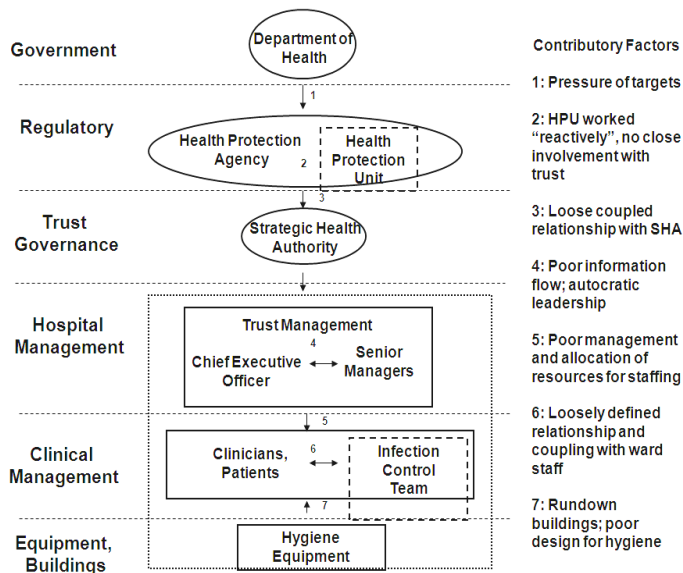 Government
Department of
Health
1
Regulatory
Health Protection
Agency
2
Health
Protection
Unit
3
Trust
Governance
Strategic Health
Authority
Hospital
Management
Trust Management
4
Chief Executive
Officer
Senior
Managers
5
Clinical
Management
Clinicians,
Patients
6
Infection
Control
Team
7
Equipment,
Buildings
Hygiene
Equipment
Contributory Factors
1: Pressure of targets
2: HPU worked
“reactively”, no close
involvement with
trust
3: Loose coupled
relationship with SHA
4: Poor information
flow; autocratic
leadership
5: Poor management
and allocation of
resources for staffing
6: Loosely defined
relationship and
coupling with ward
staff
7: Rundown
buildings; poor
design for hygiene